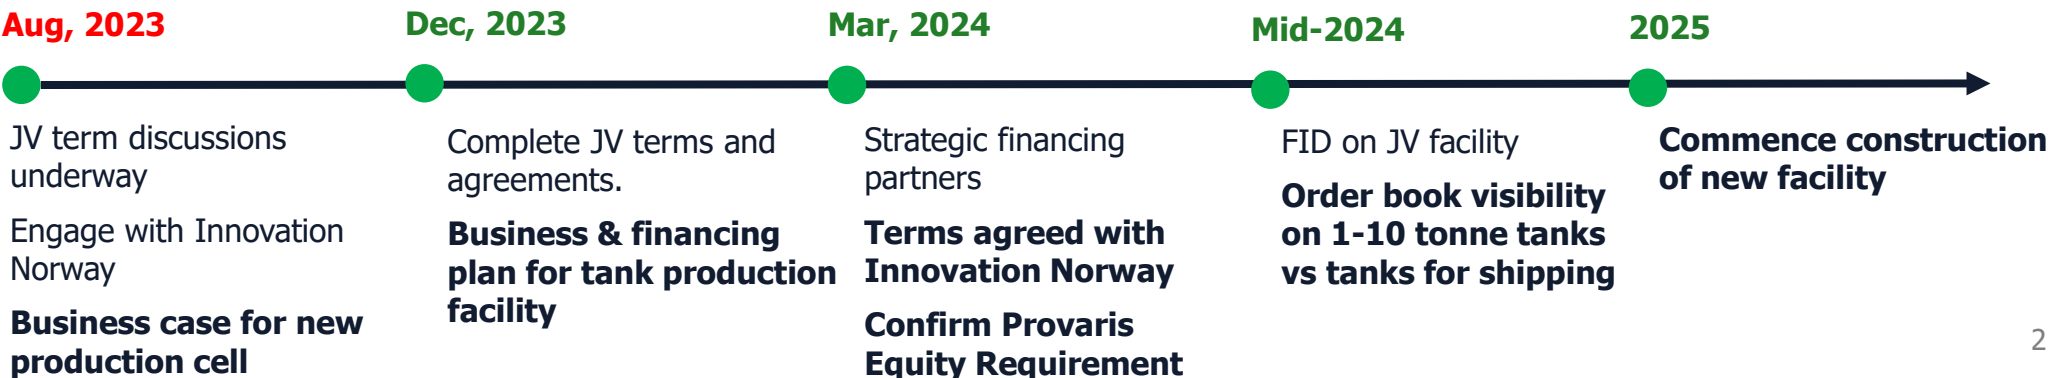 Aug, 2023
JV term discussions
underway
Engage with Innovation
Norway
Business case for new
production cell
Dec, 2023
Complete JV terms and
agreements.
Business & financing
plan for tank production
facility
Mar, 2024
Strategic financing
partners
Terms agreed with
Innovation Norway
Confirm Provaris
Equity Requirement
Mid-2024
FID on JV facility
Order book visibility
on 1-10 tonne tanks
vs tanks for shipping
2025
Commence construction
of new facility
2